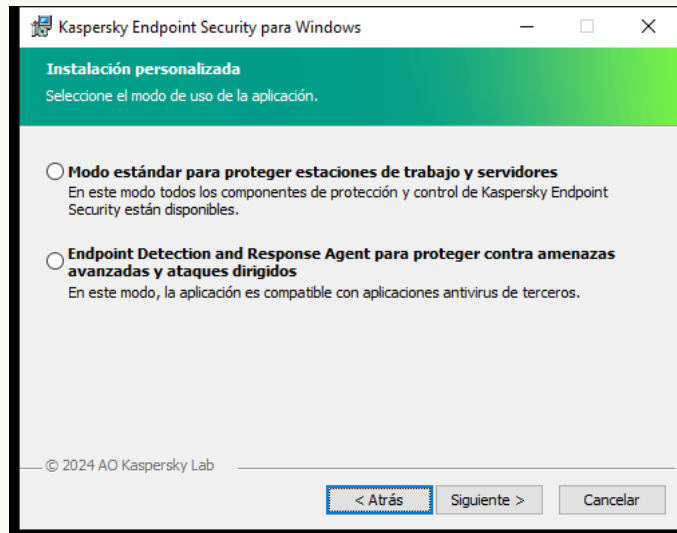 Kaspersky Endpoint Security para Windows
Instalación personalizada
Seleccione el modo de uso de la aplicación.
Modo estándar para proteger estaciones de trabajo y servidores
En este modo todos los componentes de protección y control de Kaspersky Endpoint
Security están disponibles.
Endpoint Detection and Response Agent para proteger contra amenazas
avanzadas y ataques dirigidos
En este modo, la aplicación es compatible con aplicaciones antivirus de terceros.
© 2024 AO Kaspersky Lab
< Atrás
Siguiente >
Cancelar